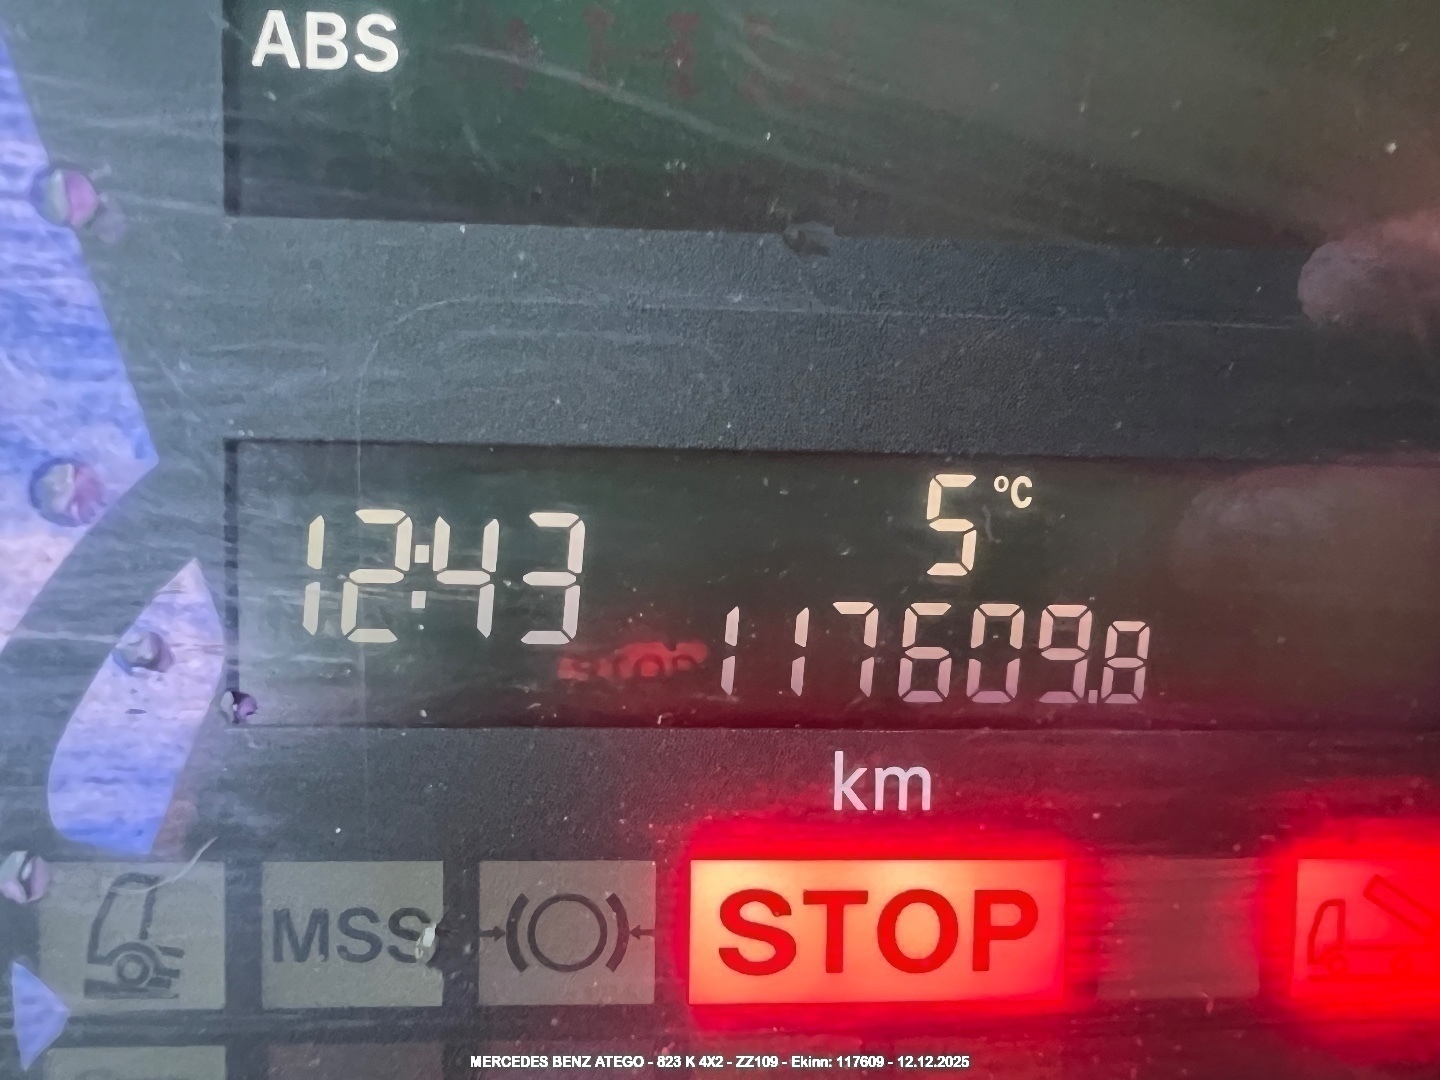 ABS
5 °C
12:43
STOP
117609.8
km
MSS
STOP
MERCEDES BENZ ATEGO - 823 K 4X2 - ZZ109 - Ekinn: 117609 - 12.12.2025